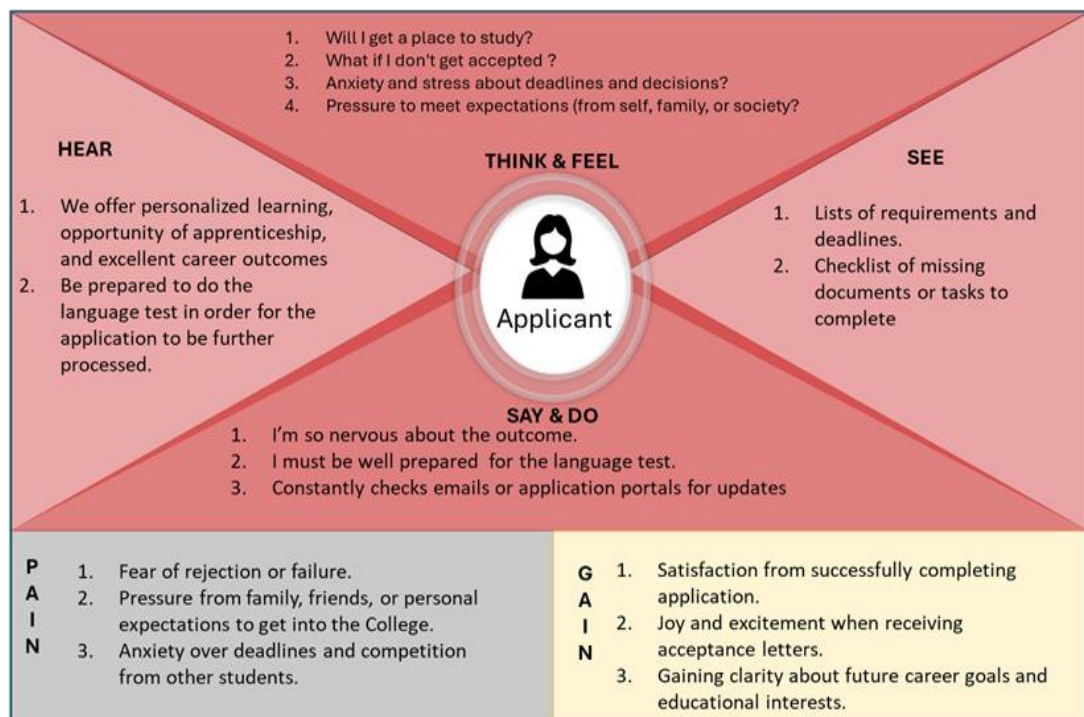 1. Will I get a place to study?
2. What if I don't get accepted ?
3. Anxiety and stress about deadlines and decisions?
4. Pressure to meet expectations (from self, family, or society?
THINK & FEEL
HEAR
1. We offer personalized learning,
opportunity of apprenticeship,
and excellent career outcomes
2. Be prepared to do the
language test in order for the
application to be further
processed.
Applicant
SEE
1. Lists of requirements and
deadlines.
2. Checklist of missing
documents or tasks to
complete
SAY & DO
1. I'm so nervous about the outcome.
2. I must be well prepared for the language test.
3. Constantly checks emails or application portals for updates
PAIN
1. Fear of rejection or failure.
2. Pressure from family, friends, or personal
expectations to get into the College.
3. Anxiety over deadlines and competition
from other students.
GAIN
1. Satisfaction from successfully completing
application.
2. Joy and excitement when receiving
acceptance letters.
3. Gaining clarity about future career goals and
educational interests.